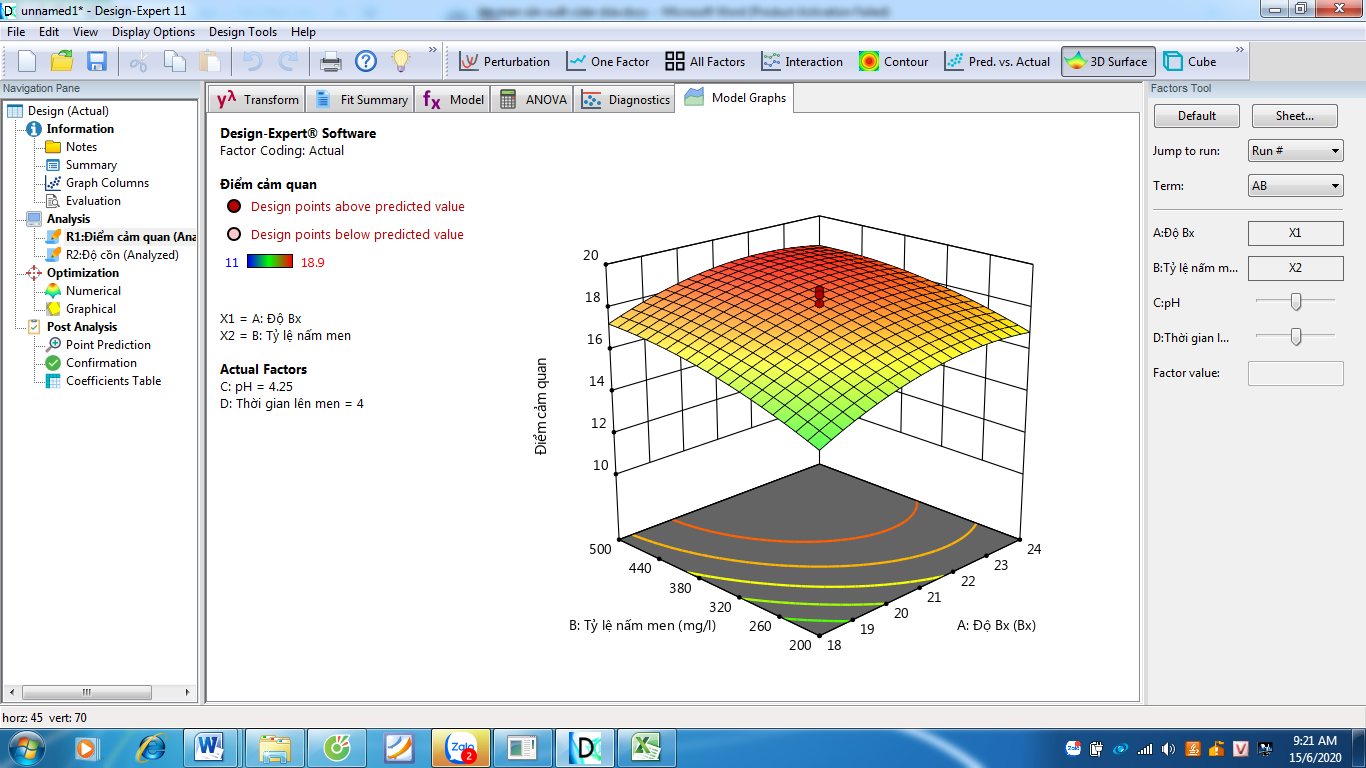 unnamed1* - Design-Expert 11
File Edit View Display Options Design Tools Help
Perturbation One Factor All Factors Interaction Contour Pred. vs. Actual 3D Surface Cube
Navigation Pane
Design (Actual)
Information
Notes
Summary
Graph Columns
Evaluation
Analysis
R1:Điểm cảm quan (Ana
R2:Độ cồn (Analyzed)
Optimization
Numerical
Graphical
Post Analysis
Point Prediction
Confirmation
Coefficients Table
Transform Fit Summary Model ANOVA Diagnostics Model Graphs
Design-Expert® Software
Factor Coding: Actual
Điểm cảm quan
Design points above predicted value
Design points below predicted value
11 18.9
X1 = A: Độ Bx
X2 = B: Tỷ lệ nấm men
Actual Factors
C: pH = 4.25
D: Thời gian lên men = 4
20
18
16
14
12
10
Điểm cảm quan
500
440
380
320
260
200
B: Tỷ lệ nấm men (mg/l)
18
19
20
21
22
23
24
A: Độ Bx (Bx)
Factors Tool
Default Sheet...
Jump to run: Run #
Term: AB
A:Độ Bx X1
B:Tỷ lệ nấm m... X2
C:pH
D:Thời gian l...
Factor value:
horz: 45 vert: 70
Zalo 2
9:21 AM
15/6/2020